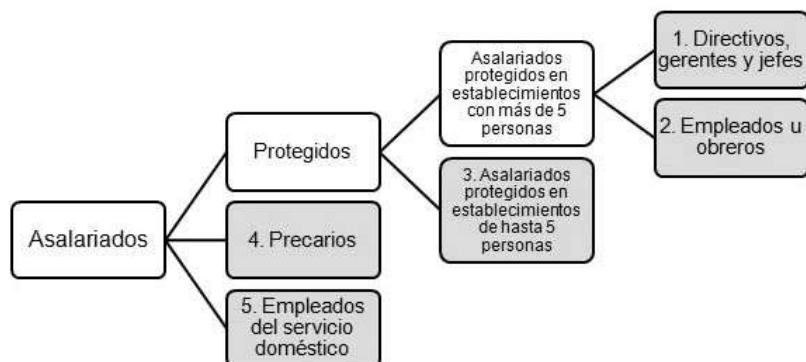 Asalariados
Protegidos
4. Precarios
5. Empleados
del servicio
doméstico
Asalariados
protegidos en
establecimientos
con más de 5
personas
3. Asalariados
protegidos en
establecimientos
de hasta 5
personas
1. Directivos,
gerentes y jefes
2. Empleados u
obreros